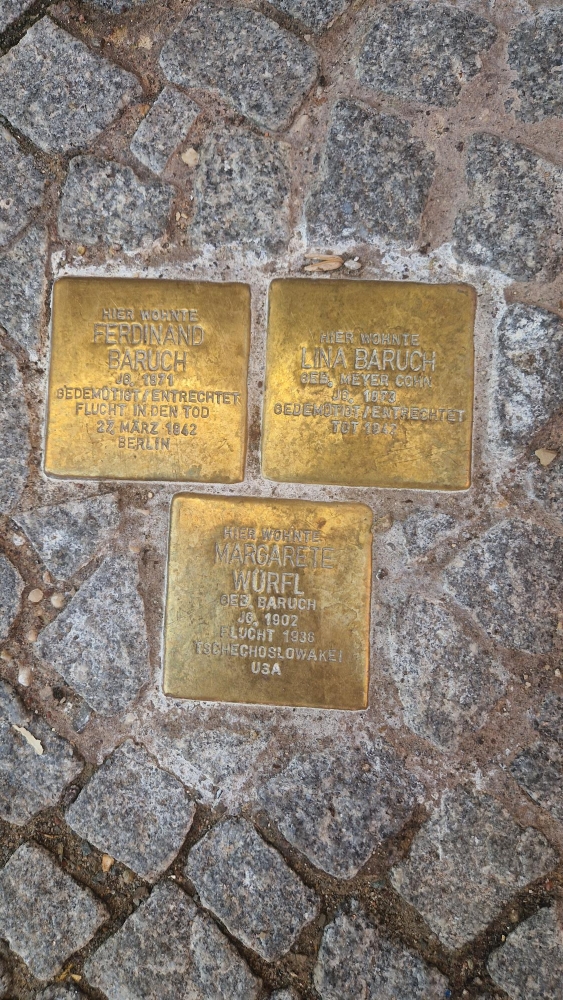 HIER WOHNTE
FERDINAND
BARUCH
JG. 1871
GEDEMÜTIGT/ENTRECHTET
FLUCHT IN DEN TOD
27. MÄRZ 1942
BERLIN
HIER WOHNTE
LINA BARUCH
GEB. MEYER COHN
JG. 1873
GEDEMÜTIGT/ENTRECHTET
TOT 1942
HIER WOHNTE
MARGARETE
WÜRFL
GEB. BARUCH
JG. 1902
FLUCHT 1938
TSCHECHOSLOWAKEI
USA